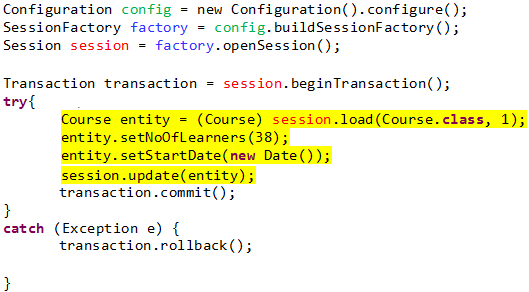 Configuration config = new Configuration().configure();
SessionFactory factory = config.buildSessionFactory();
Session session = factory.openSession();
Transaction transaction = session.beginTransaction();
try{
Course entity = (Course) session.load(Course.class, 1);
entity.setNoOfLearners(38);
entity.setStartDate(new Date());
session.update(entity);
transaction.commit();
}
catch (Exception e) {
transaction.rollback();
}